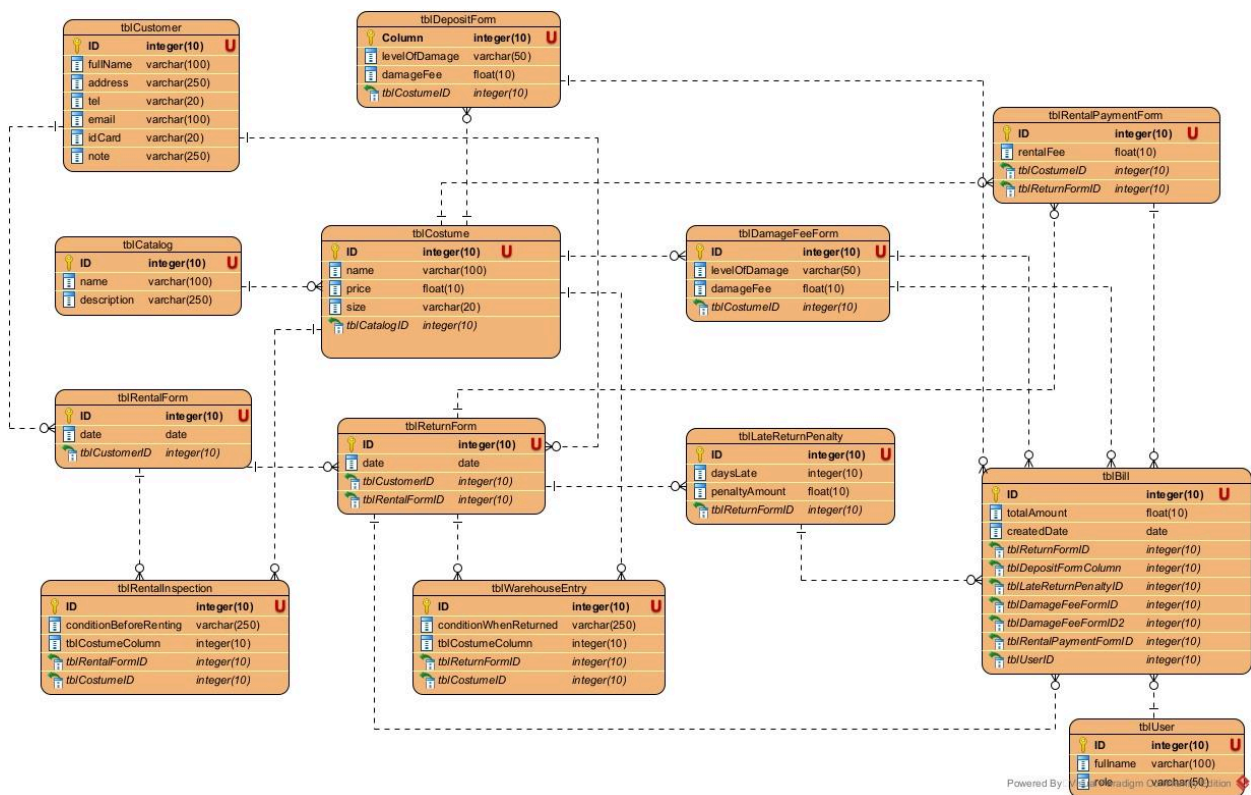 tblCustomer
ID integer(10) U
fullName varchar(100)
address varchar(250)
tel varchar(20)
email varchar(100)
idCard varchar(20)
note varchar(250)
tblDepositForm
Column integer(10) U
levelOfDamage varchar(50)
damageFee float(10)
tblCostumeID integer(10)
tblRentalPaymentForm
ID integer(10) U
rentalFee float(10)
tblCostumeID integer(10)
tblReturnFormID integer(10)
tblCatalog
ID integer(10) U
name varchar(100)
description varchar(250)
tblCostume
ID integer(10) U
name varchar(100)
price float(10)
size varchar(20)
tblCatalogID integer(10)
tblDamageFeeForm
ID integer(10) U
levelOfDamage varchar(50)
damageFee float(10)
tblCostumeID integer(10)
tblRentalForm
ID integer(10) U
date date
tblCustomerID integer(10)
tblReturnForm
ID integer(10) U
date date
tblCustomerID integer(10)
tblRentalFormID integer(10)
tblLateReturnPenalty
ID integer(10) U
daysLate integer(10)
penaltyAmount float(10)
tblReturnFormID integer(10)
tblBill
ID integer(10) U
totalAmount float(10)
createdDate date
tblReturnFormID integer(10)
tblDepositFormColumn integer(10)
tblLateReturnPenaltyID integer(10)
tblDamageFeeFormID integer(10)
tblDamageFeeFormID2 integer(10)
tblRentalPaymentFormID integer(10)
tblUserID integer(10)
tblRentalInspection
ID integer(10) U
conditionBeforeRenting varchar(250)
tblCostumeColumn integer(10)
tblRentalFormID integer(10)
tblCostumeID integer(10)
tblWarehouseEntry
ID integer(10) U
conditionWhenReturned varchar(250)
tblCostumeColumn integer(10)
tblReturnFormID integer(10)
tblCostumeID integer(10)
tblUser
ID integer(10) U
fullname varchar(100)
role varchar(50)
Powered By: Visual Paradigm Community Edition